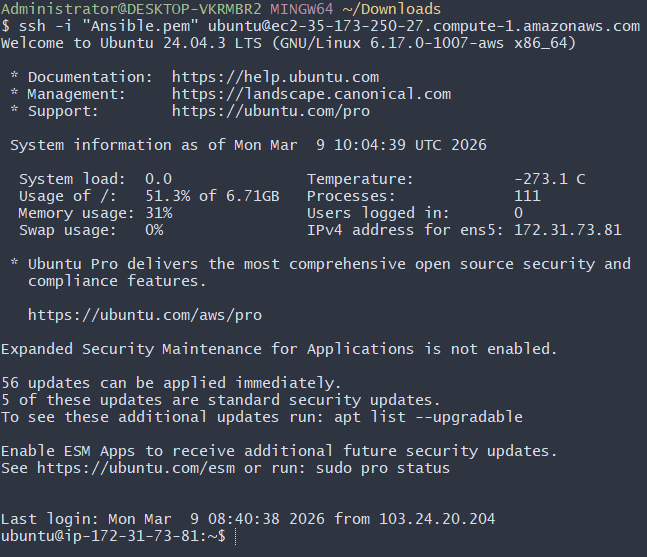 Administrator@DESKTOP-VKRMBR2 MINGW64 ~/Downloads
$ ssh -i "Ansible.pem" ubuntu@ec2-35-173-250-27.compute-1.amazonaws.com
Welcome to Ubuntu 24.04.3 LTS (GNU/Linux 6.17.0-1007-aws x86_64)

 * Documentation:  https://help.ubuntu.com
 * Management:     https://landscape.canonical.com
 * Support:        https://ubuntu.com/pro

 System information as of Mon Mar  9 10:04:39 UTC 2026

  System load:  0.0               Temperature:           -273.1 C
  Usage of /:   51.3% of 6.71GB   Processes:             111
  Memory usage: 31%               Users logged in:       0
  Swap usage:   0%                IPv4 address for ens5: 172.31.73.81

 * Ubuntu Pro delivers the most comprehensive open source security and
   compliance features.

   https://ubuntu.com/aws/pro

Expanded Security Maintenance for Applications is not enabled.

56 updates can be applied immediately.
5 of these updates are standard security updates.
To see these additional updates run: apt list --upgradable

Enable ESM Apps to receive additional future security updates.
See https://ubuntu.com/esm or run: sudo pro status


Last login: Mon Mar  9 08:40:38 2026 from 103.24.20.204
ubuntu@ip-172-31-73-81:~$